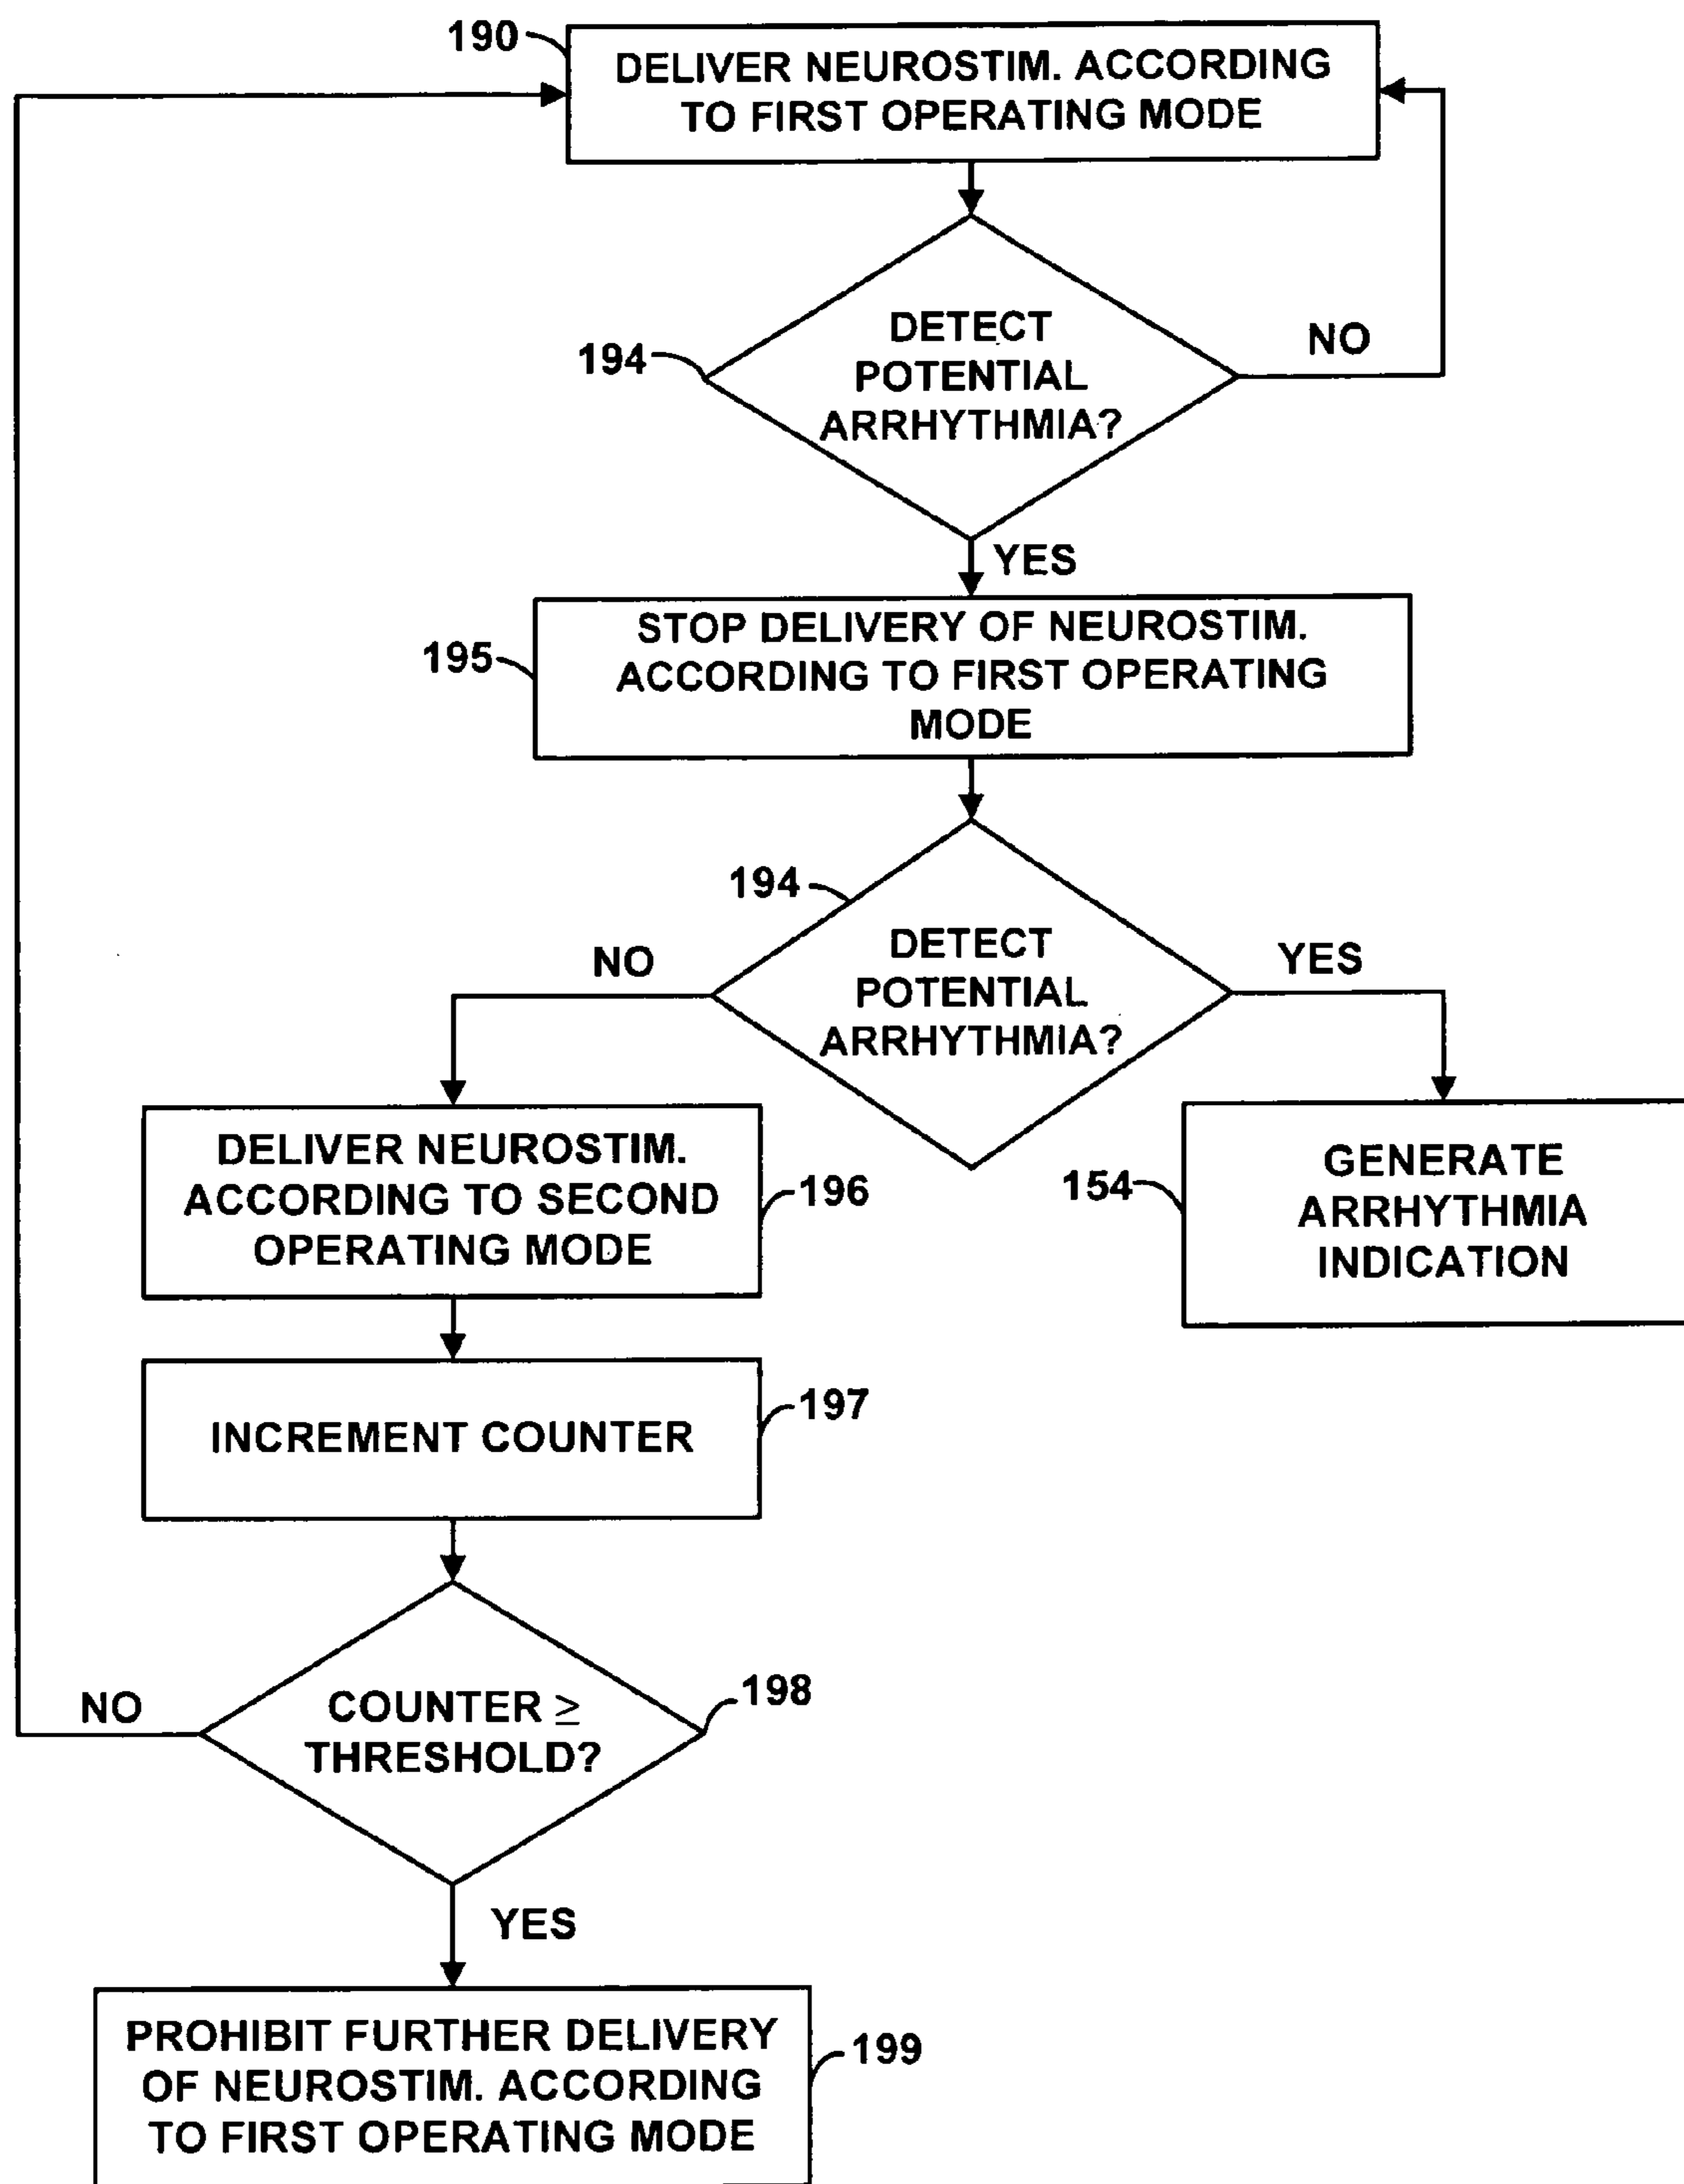 190
DELIVER NEUROSTIM. ACCORDING
TO FIRST OPERATING MODE
194
DETECT
POTENTIAL
ARRHYTHMIA?
NO
YES
195
STOP DELIVERY OF NEUROSTIM.
ACCORDING TO FIRST OPERATING
MODE
194
DETECT
POTENTIAL
ARRHYTHMIA?
NO
YES
DELIVER NEUROSTIM.
ACCORDING TO SECOND
OPERATING MODE
196
154
GENERATE
ARRHYTHMIA
INDICATION
INCREMENT COUNTER
197
NO
COUNTER ≥
THRESHOLD?
198
YES
PROHIBIT FURTHER DELIVERY
OF NEUROSTIM. ACCORDING
TO FIRST OPERATING MODE
199